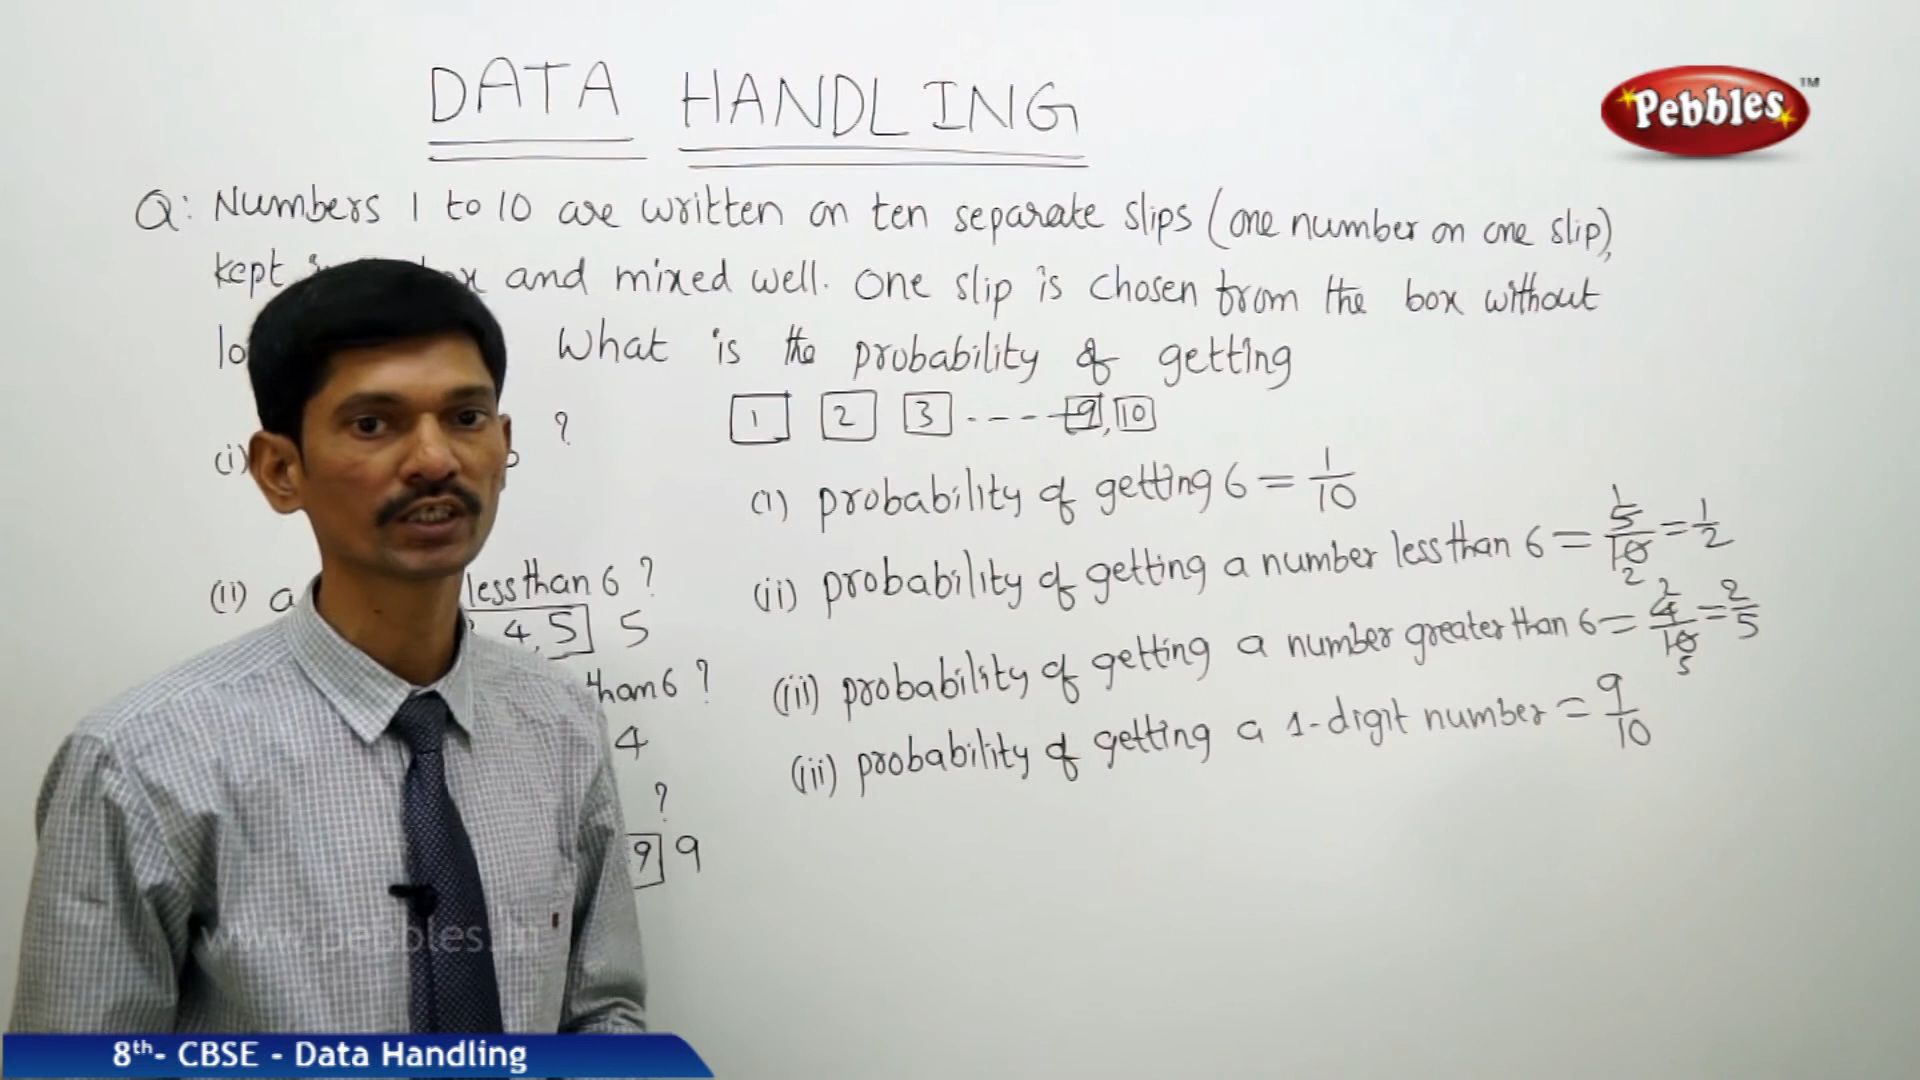 DATA HANDLING
Pebbles™
Q: Numbers 1 to 10 are written on ten separate slips (one number on one slip),
kept and mixed well. One slip is chosen from the box without
lo What is the probability of getting
1 2 3 ---- 9, 10
(i) ?
(i) probability of getting 6 = 1/10
(ii) a less than 6 ?
4, 5 5
(ii) probability of getting a number less than 6 = 5/10 = 1/2
than 6 ?
4
(iii) probability of getting a number greater than 6 = 4/10 = 2/5
?
9 9
(iii) probability of getting a 1-digit number = 9/10
www.pebbles.in
8th- CBSE - Data Handling